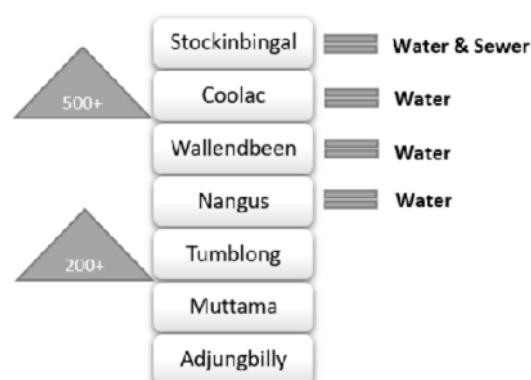 Stockinbingal
Water & Sewer
500+
Coolac
Water
Wallendbeen
Water
Nangus
Water
200+
Tumblong
Muttama
Adjungbilly